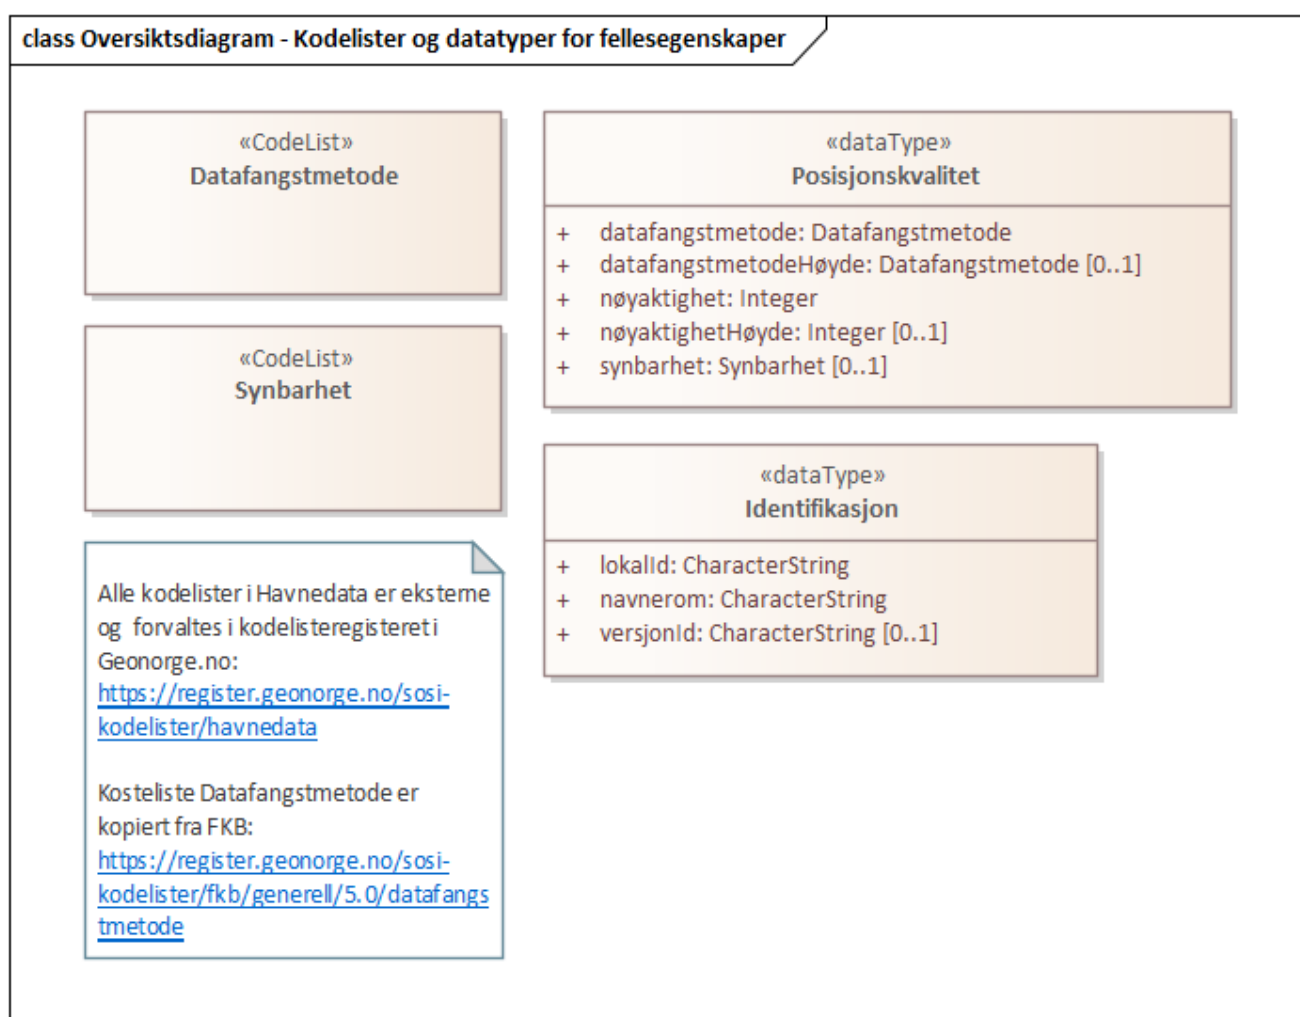 class Oversiktsdiagram - Kodelister og datatyper for fellesegenskaper
«CodeList»
Datafangstmetode
«CodeList»
Synbarhet
Alle kodelister i Havnedata er eksterne
og forvaltes i kodelisteregisteret i
Geonorge.no:
https://register.geonorge.no/sosi-
kodelister/havnedata
Kosteliste Datafangstmetode er
kopiert fra FKB:
https://register.geonorge.no/sosi-
kodelister/fkb/generell/5.0/datafangs
tmetode
«dataType»
Posisjonskvalitet
+ datafangstmetode: Datafangstmetode
+ datafangstmetodeHøyde: Datafangstmetode [0..1]
+ nøyaktighet: Integer
+ nøyaktighetHøyde: Integer [0..1]
+ synbarhet: Synbarhet [0..1]
«dataType»
Identifikasjon
+ lokalId: CharacterString
+ navnerom: CharacterString
+ versjonId: CharacterString [0..1]